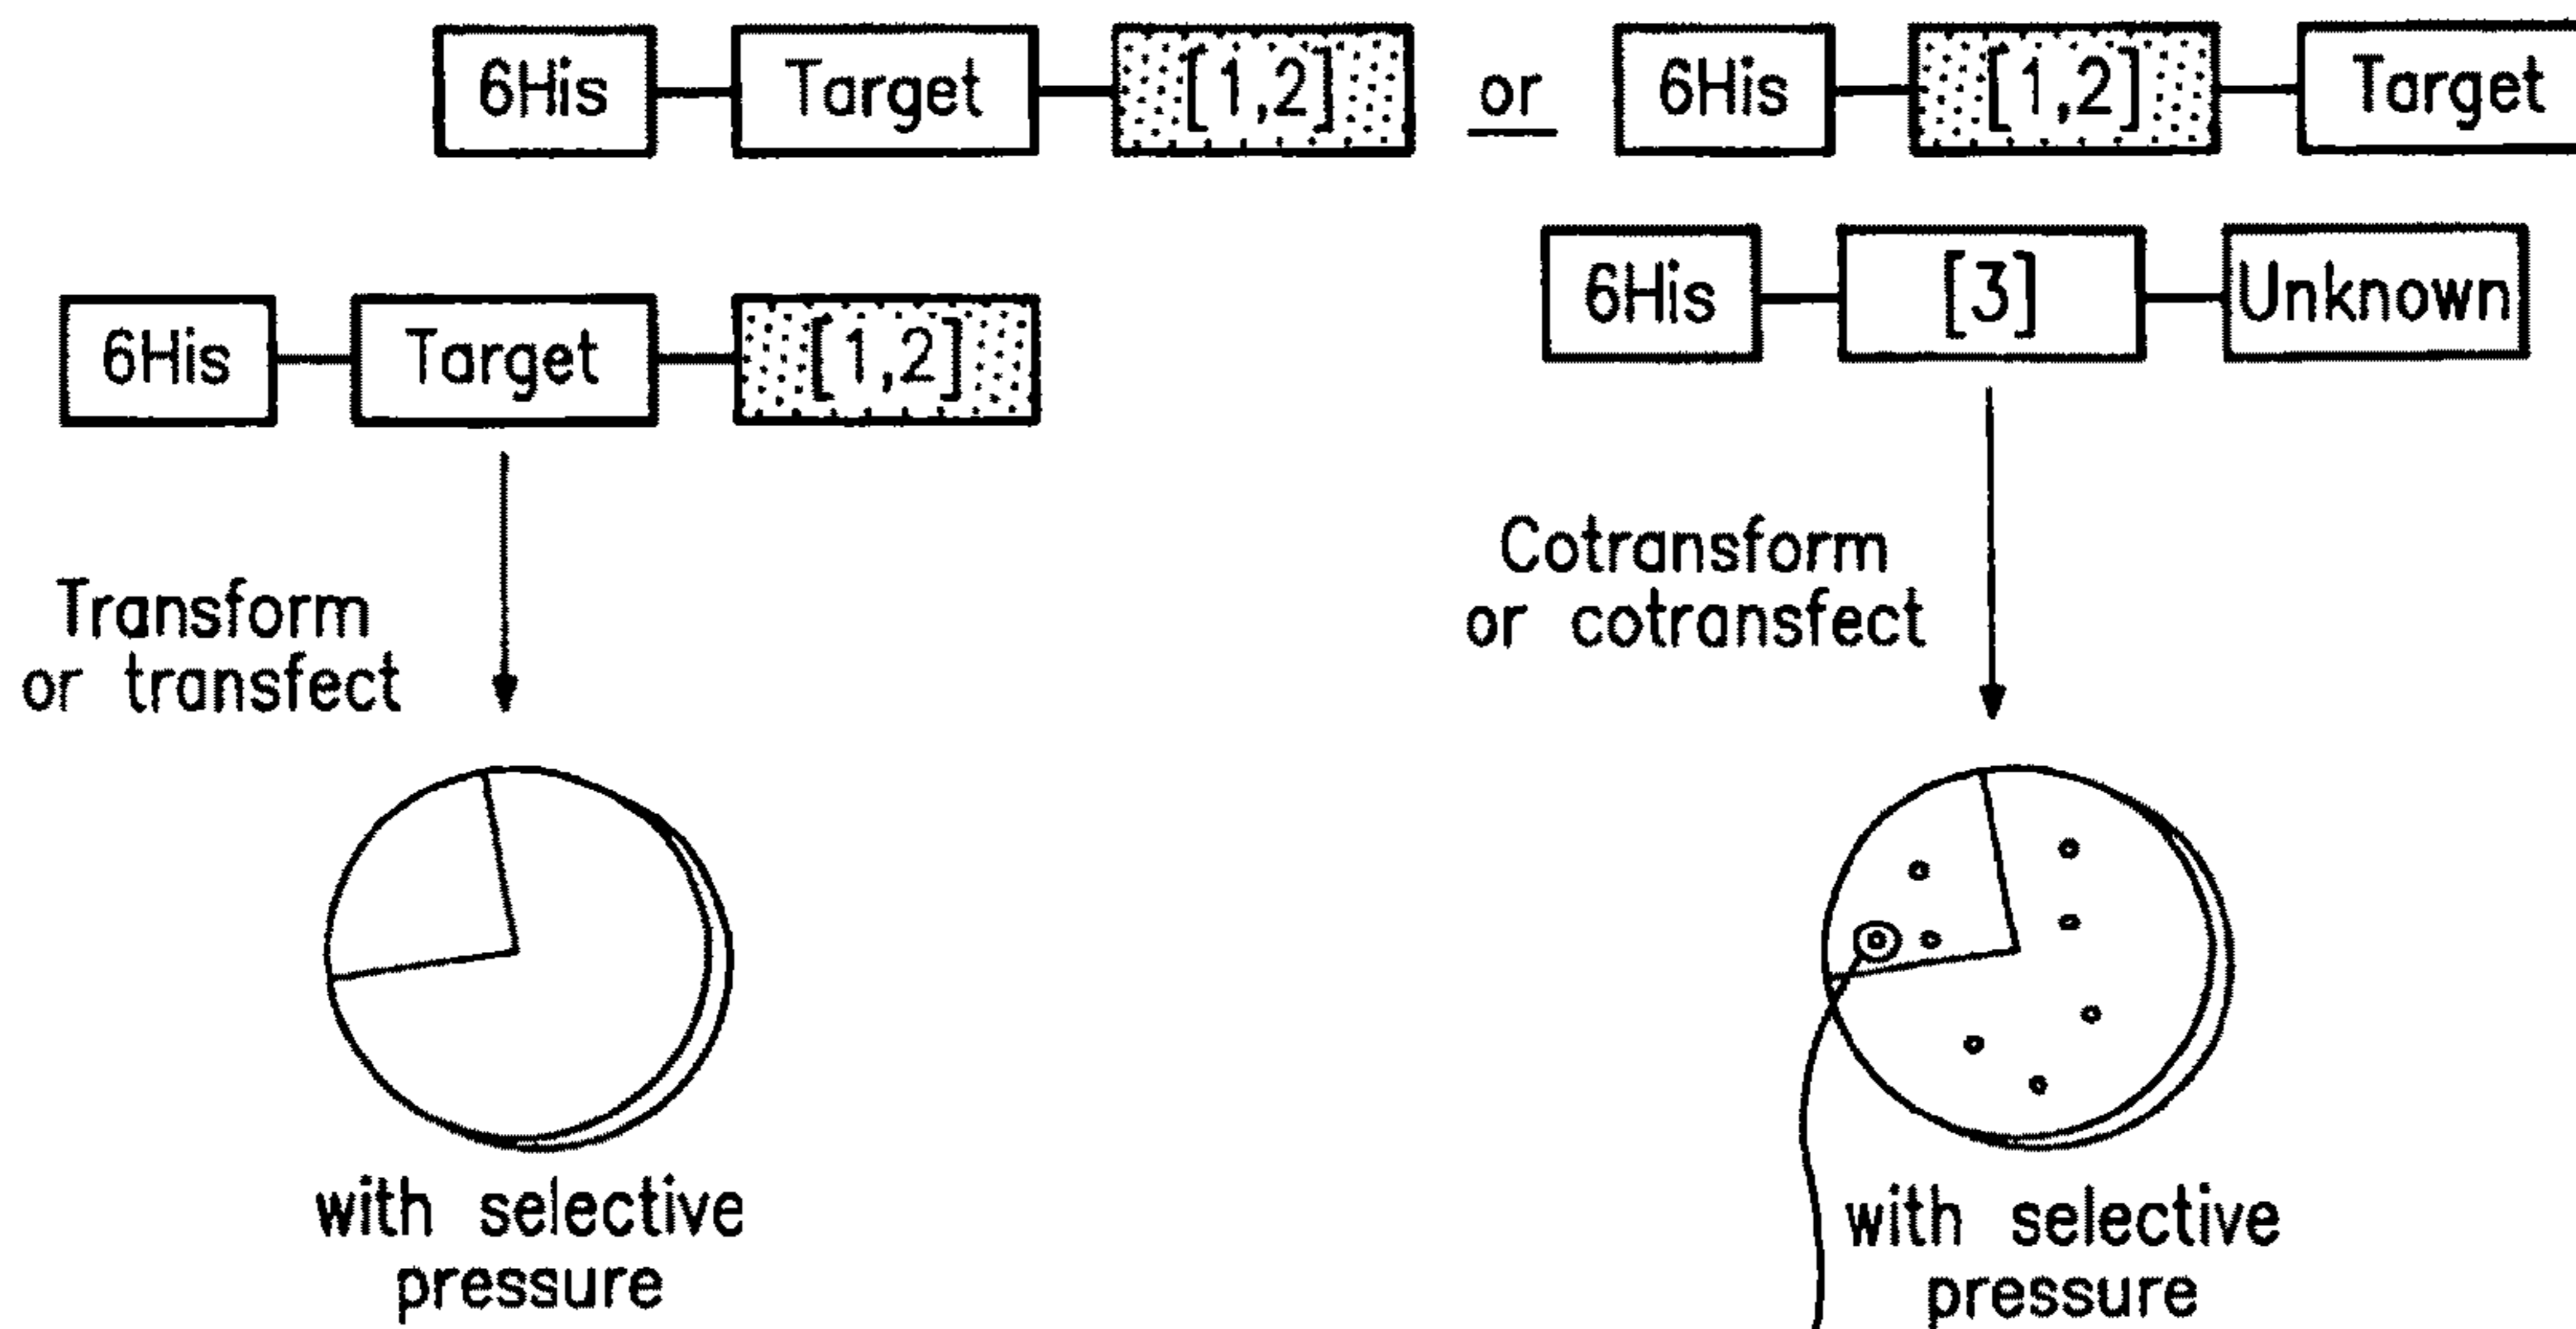 6His Target [1,2] or 6His [1,2] Target
6His [3] Unknown
6His Target [1,2]
Transform
or transfect
Cotransform
or cotransfect
with selective
pressure
with selective
pressure